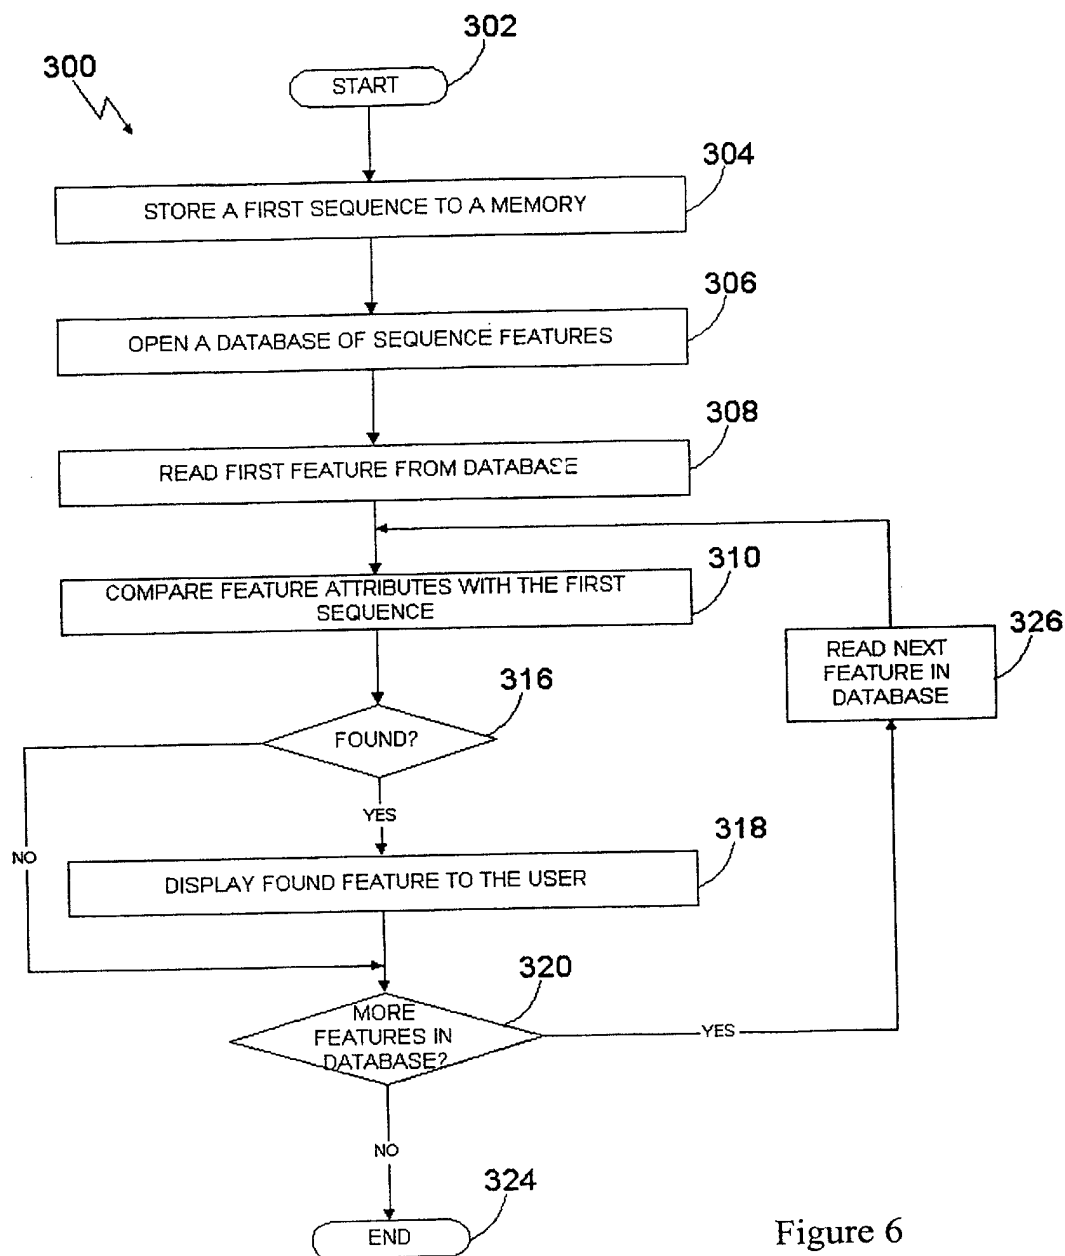 302
300
START
304
STORE A FIRST SEQUENCE TO A MEMORY
306
OPEN A DATABASE OF SEQUENCE FEATURES
308
READ FIRST FEATURE FROM DATABASE
310
COMPARE FEATURE ATTRIBUTES WITH THE FIRST
SEQUENCE
326
READ NEXT
FEATURE IN
DATABASE
316
FOUND?
YES
NO
318
DISPLAY FOUND FEATURE TO THE USER
320
MORE
FEATURES IN
DATABASE?
YES
NO
324
END
Figure 6